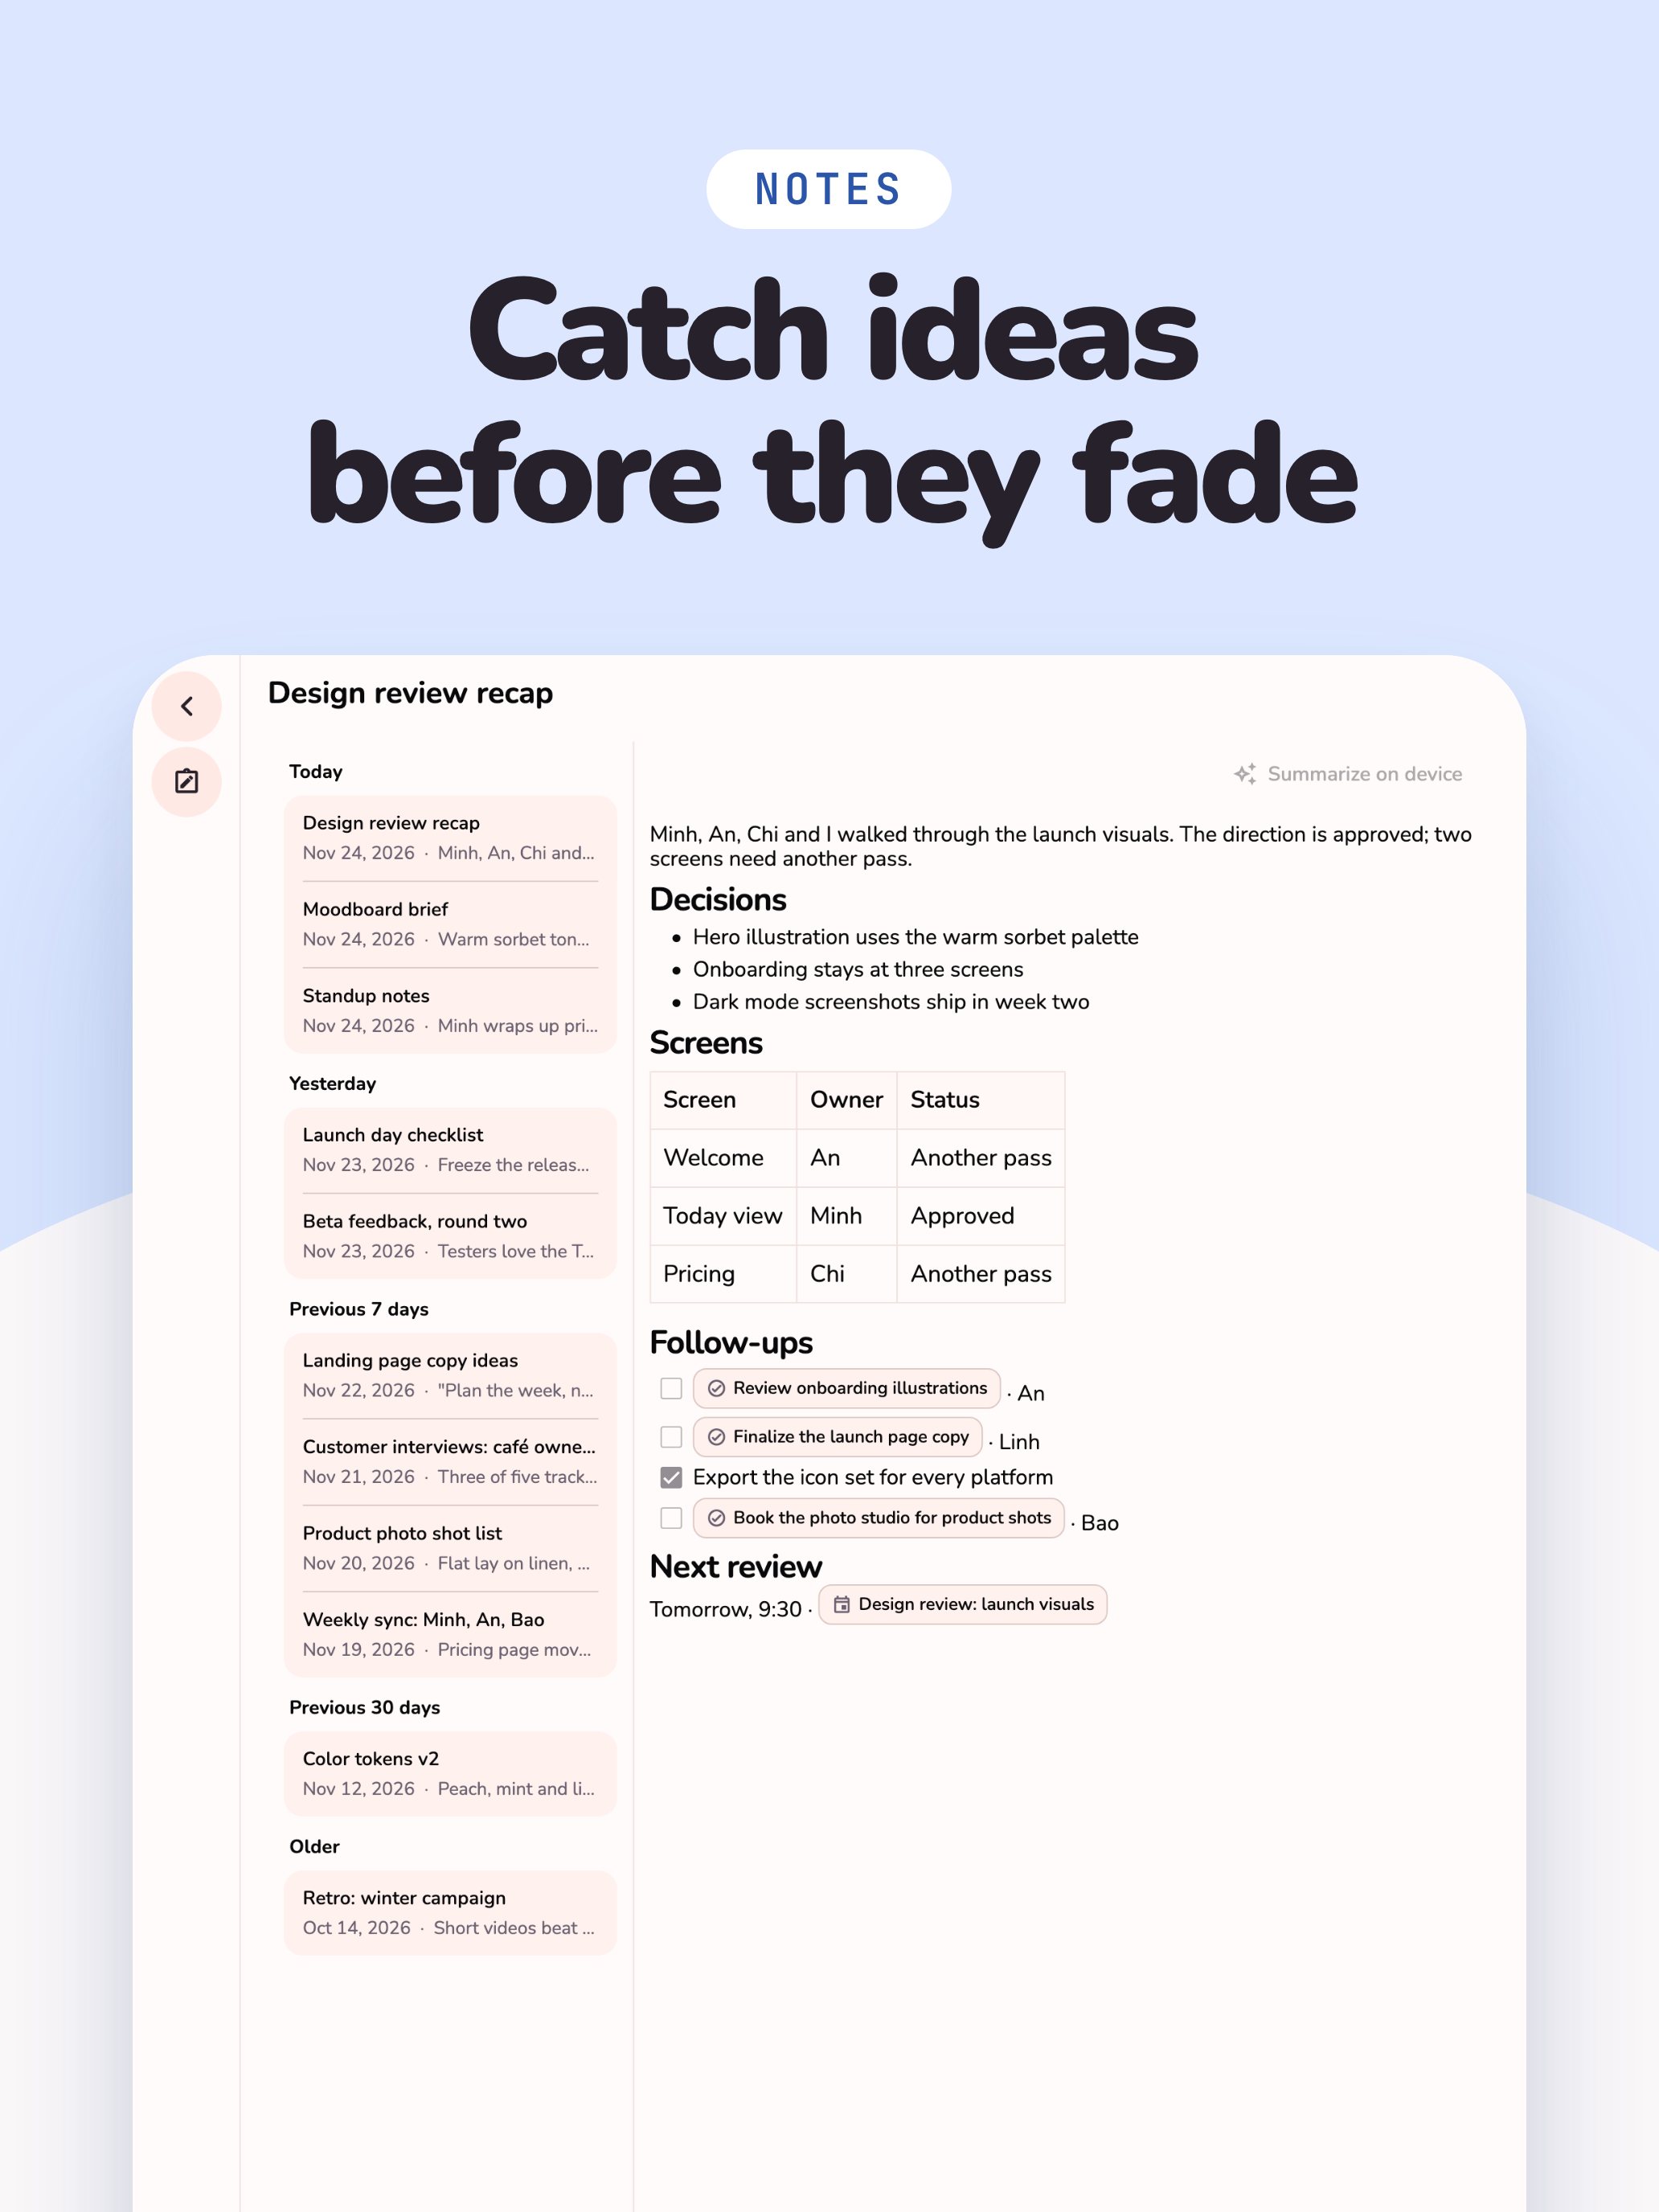 NOTES
Catch ideas
before they fade
Design review recap
Today
Design review recap
Nov 24, 2026 · Minh, An, Chi and...
Moodboard brief
Nov 24, 2026 · Warm sorbet ton...
Standup notes
Nov 24, 2026 · Minh wraps up pri...
Yesterday
Launch day checklist
Nov 23, 2026 · Freeze the releas...
Beta feedback, round two
Nov 23, 2026 · Testers love the T...
Previous 7 days
Landing page copy ideas
Nov 22, 2026 · "Plan the week, n...
Customer interviews: café owne...
Nov 21, 2026 · Three of five track...
Product photo shot list
Nov 20, 2026 · Flat lay on linen, ...
Weekly sync: Minh, An, Bao
Nov 19, 2026 · Pricing page mov...
Previous 30 days
Color tokens v2
Nov 12, 2026 · Peach, mint and li...
Older
Retro: winter campaign
Oct 14, 2026 · Short videos beat ...
Summarize on device
Minh, An, Chi and I walked through the launch visuals. The direction is approved; two
screens need another pass.
Decisions
• Hero illustration uses the warm sorbet palette
• Onboarding stays at three screens
• Dark mode screenshots ship in week two
Screens
Screen Owner Status
Welcome An Another pass
Today view Minh Approved
Pricing Chi Another pass
Follow-ups
Review onboarding illustrations · An
Finalize the launch page copy · Linh
Export the icon set for every platform
Book the photo studio for product shots · Bao
Next review
Tomorrow, 9:30 · Design review: launch visuals